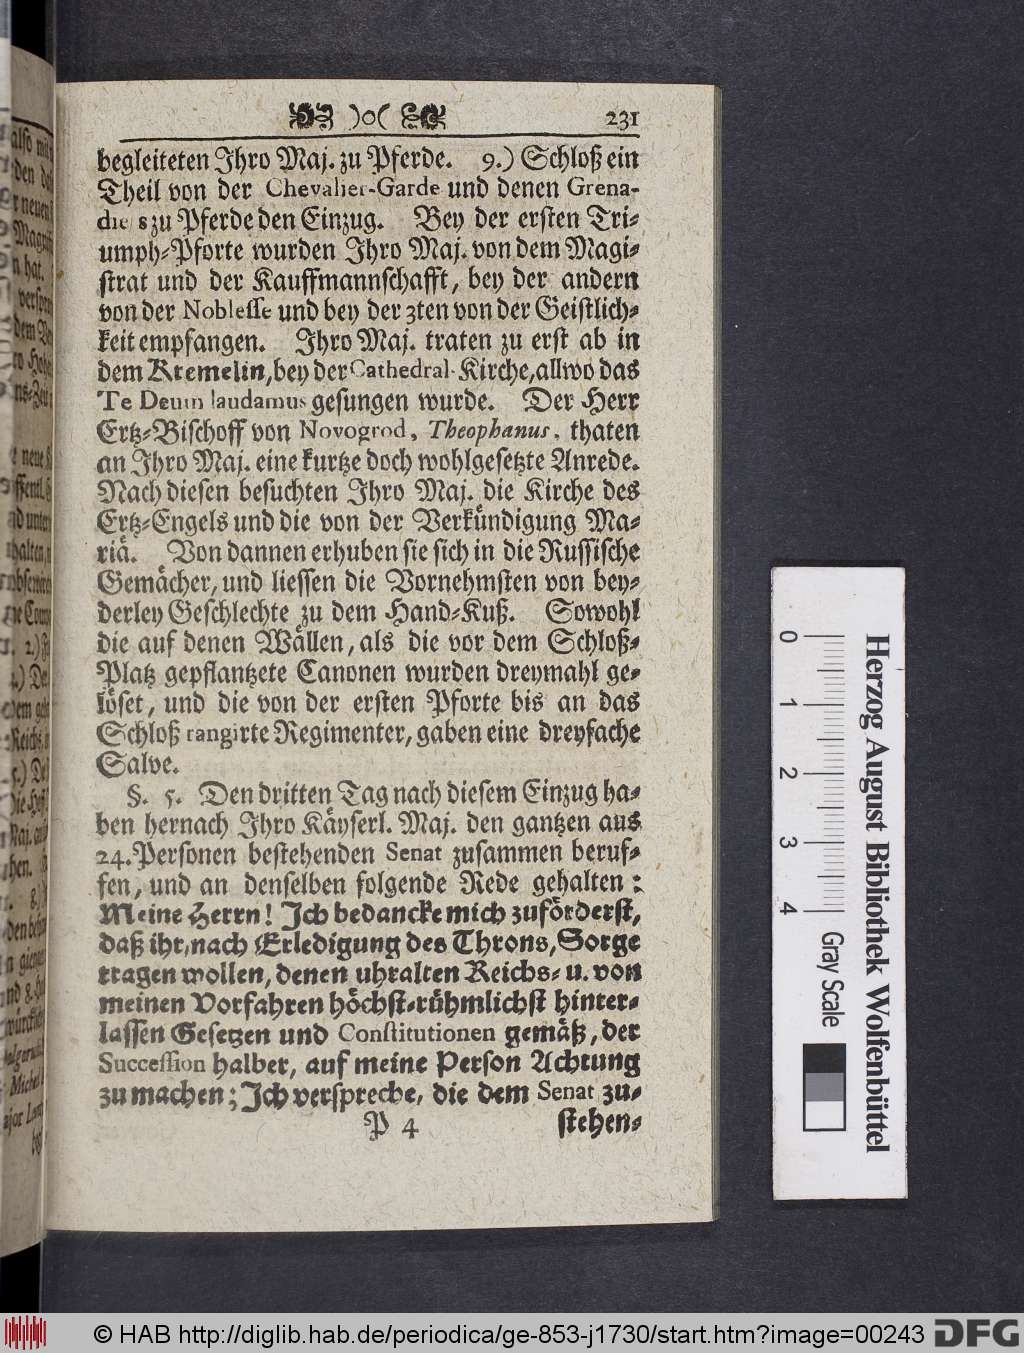 )o( 231
begleiteten Jhro Maj. zu Pferde. 9.) Schloß ein
Theil von der Chevalier-Garde und denen Grena-
diers zu Pferde den Einzug. Bey der ersten Tri-
umph-Pforte wurden Jhro Maj. von dem Magi-
strat und der Kauffmannschafft, bey der andern
von der Noblesse und bey der 3ten von der Geistlich-
keit empfangen. Jhro Maj. traten zu erst ab in
dem Kremelin, bey der Cathedral-Kirche, allwo das
Te Deum laudamus gesungen wurde. Der Herr
Ertz-Bischoff von Novogrod, Theophanus, thaten
an Jhro Maj. eine kurtze doch wohlgesetzte Anrede.
Nach diesen besuchten Jhro Maj. die Kirche des
Ertz-Engels und die von der Verkündigung Ma-
riä. Von dannen erhuben sie sich in die Russische
Gemächer, und liessen die Vornehmsten von bey-
derley Geschlechte zu dem Hand-Kuß. Sowohl
die auf denen Wällen, als die vor dem Schloß-
Platz gepflantzete Canonen wurden dreymahl ge-
löset, und die von der ersten Pforte bis an das
Schloß rangirte Regimenter, gaben eine dreyfache
Salve.
§. 5. Den dritten Tag nach diesem Einzug ha-
ben hernach Jhro Käyserl. Maj. den gantzen aus
24. Personen bestehenden Senat zusammen beruf-
fen, und an denselben folgende Rede gehalten:
Meine Herrn! Jch bedancke mich zuförderst,
daß ihr, nach Erledigung des Throns, Sorge
tragen wollen, denen uhralten Reichs- u. von
meinen Vorfahren höchst-rühmlichst hinter-
lassen Gesetzen und Constitutionen gemäß, der
Succession halber, auf meine Person Achtung
zu machen; Jch verspreche, die dem Senat zu-
P 4 stehen-
0 1 2 3 4
Gray Scale
Herzog August Bibliothek Wolfenbüttel
© HAB http://diglib.hab.de/periodica/ge-853-j1730/start.htm?image=00243 DFG